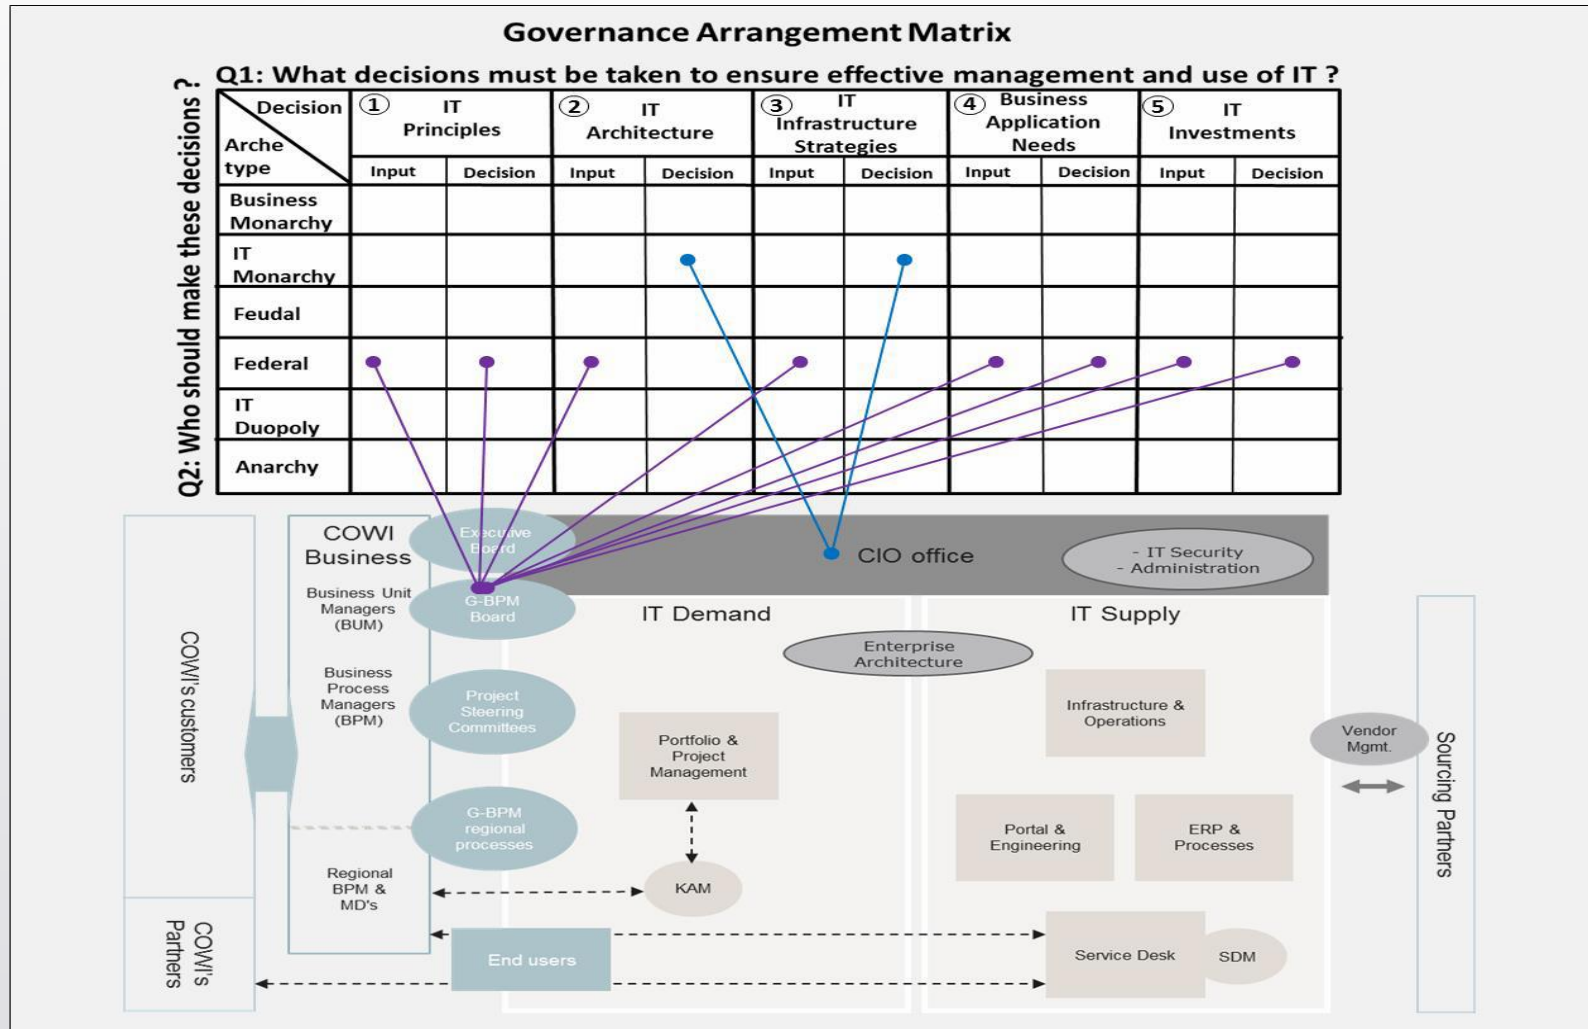 Governance Arrangement Matrix
Q1: What decisions must be taken to ensure effective management and use of IT ?
Q2: Who should make these decisions ?
Decision
Arche
type
1
IT
Principles
2
IT
Architecture
3
IT
Infrastructure
Strategies
4
Business
Application
Needs
5
IT
Investments
Input
Decision
Input
Decision
Input
Decision
Input
Decision
Input
Decision
Business
Monarchy
IT
Monarchy
Feudal
Federal
IT
Duopoly
Anarchy
COWI
Business
Executive
Board
CIO office
- IT Security
- Administration
Business Unit
Managers
(BUM)
G-BPM
Board
IT Demand
IT Supply
Enterprise
Architecture
COWI's customers
Business
Process
Managers
(BPM)
Project
Steering
Committees
Portfolio &
Project
Management
Infrastructure &
Operations
Vendor
Mgmt.
Sourcing Partners
G-BPM
regional
processes
Portal &
Engineering
ERP &
Processes
Regional
BPM &
MD's
KAM
COWI's
Partners
End users
Service Desk
SDM